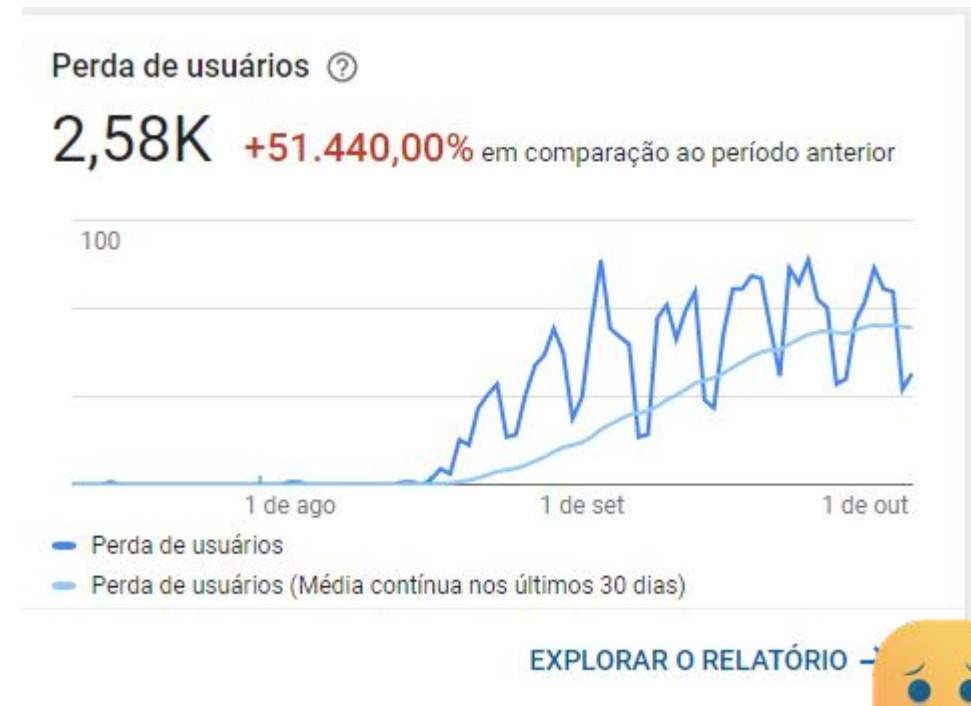 Perda de usuários ?
2,58K +51.440,00% em comparação ao período anterior
100
1 de ago 1 de set 1 de out
Perda de usuários
Perda de usuários (Média contínua nos últimos 30 dias)
EXPLORAR O RELATÓRIO